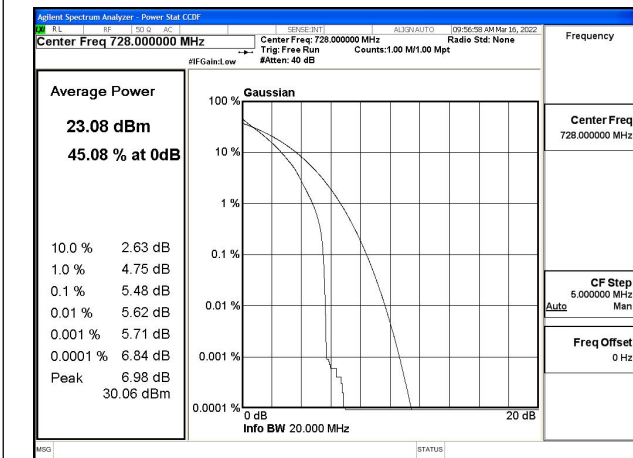 Agilent Spectrum Analyzer - Power Stat CCDF
RL RF 50 Ω AC SENSE:INT ALIGN AUTO 09:56:58 AM Mar 16, 2022
Center Freq 728.000000 MHz
Center Freq: 728.000000 MHz Radio Std: None
Trig: Free Run Counts:1.00 M/1.00 Mpt
#IFGain:Low #Atten: 40 dB
Frequency
Average Power
23.08 dBm
45.08 % at 0dB
10.0 % 2.63 dB
1.0 % 4.75 dB
0.1 % 5.48 dB
0.01 % 5.62 dB
0.001 % 5.71 dB
0.0001 % 6.84 dB
Peak 6.98 dB
30.06 dBm
Gaussian
100 %
10 %
1 %
0.1 %
0.01 %
0.001 %
0.0001 %
0 dB 20 dB
Info BW 20.000 MHz
Center Freq
728.000000 MHz
CF Step
5.000000 MHz
Auto Man
Freq Offset
0 Hz
MSG STATUS